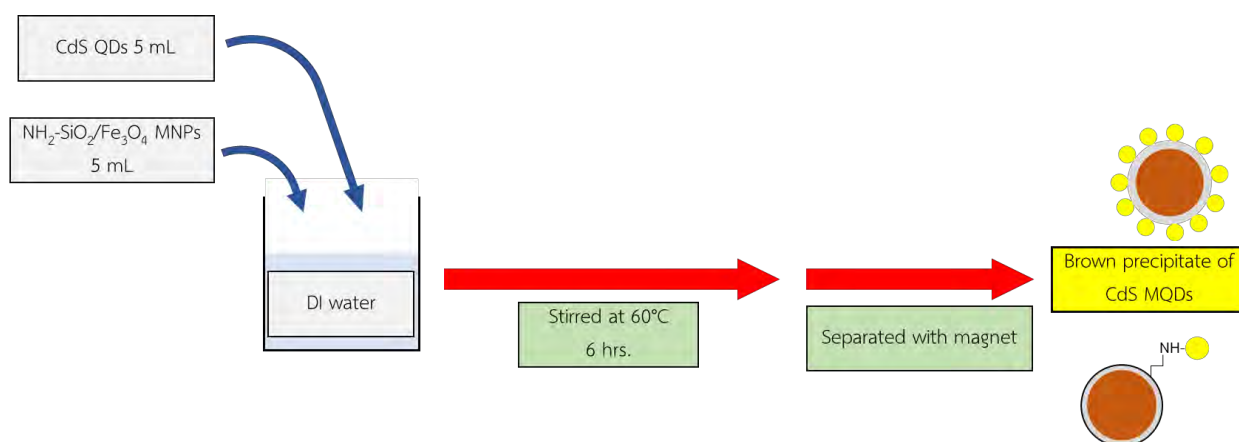 CdS QDs 5 mL
NH₂-SiO₂/Fe₃O₄ MNPs
5 mL
DI water
Stirred at 60°C
6 hrs.
Separated with magnet
Brown precipitate of
CdS MQDs
NH-